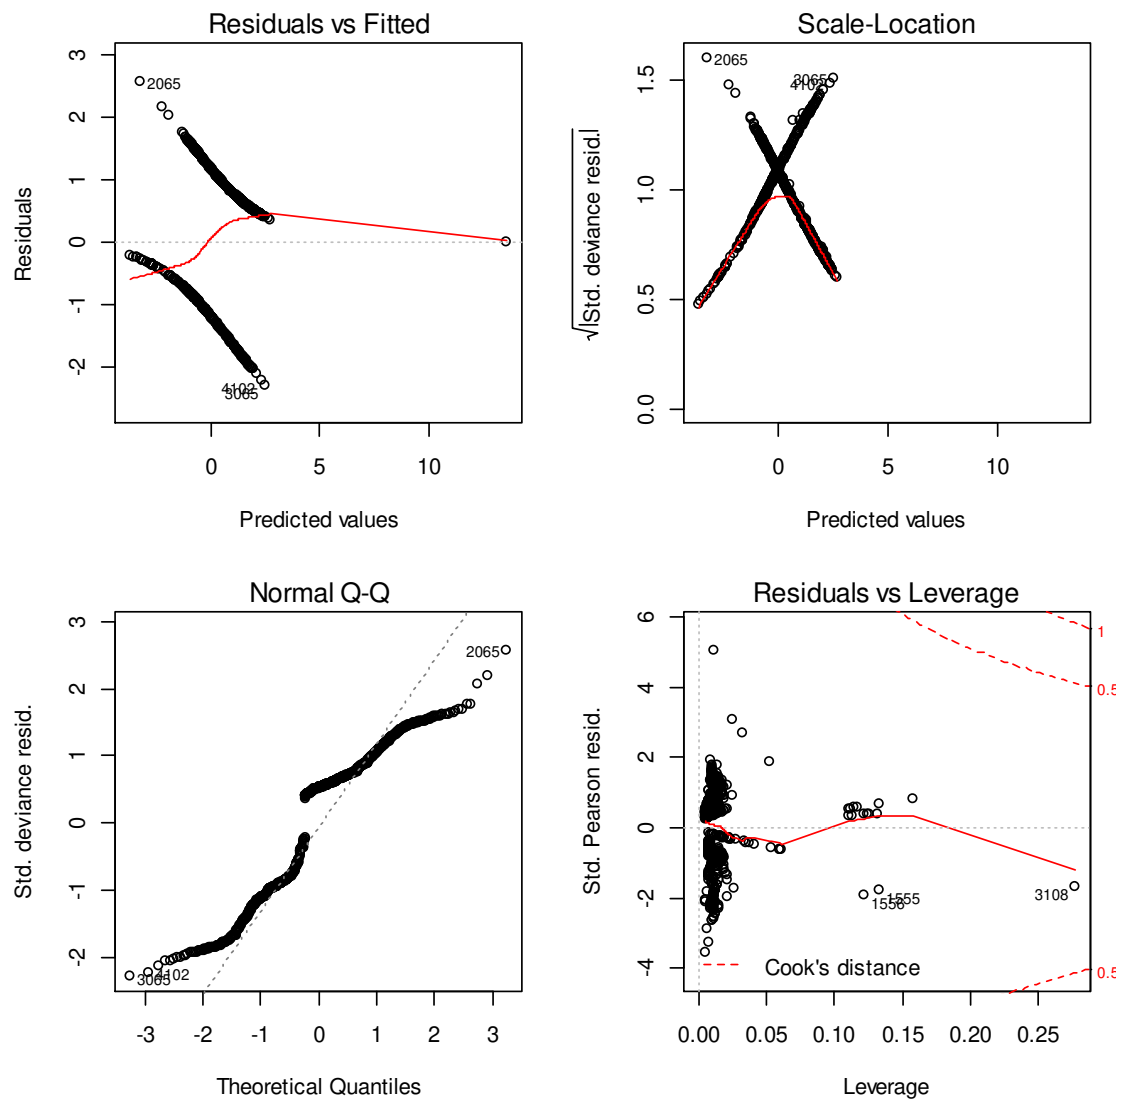 Residuals vs Fitted
Residuals
3
2
1
0
-1
-2
2065
4102
3065
0 5 10
Predicted values
Scale-Location
√|Std. deviance resid.|
1.5
1.0
0.5
0.0
2065
3065
4102
0 5 10
Predicted values
Normal Q-Q
Std. deviance resid.
3
2
1
0
-1
-2
2065
4102
3065
-3 -2 -1 0 1 2 3
Theoretical Quantiles
Residuals vs Leverage
Std. Pearson resid.
6
4
2
0
-2
-4
1
0.5
1555
1556
3108
Cook's distance
0.5
0.00 0.05 0.10 0.15 0.20 0.25
Leverage